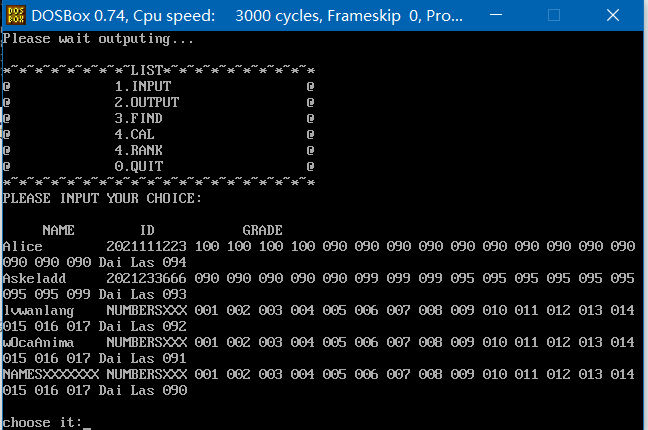 DOS BOX
DOSBox 0.74, Cpu speed: 3000 cycles, Frameskip 0, Pro...
Please wait outputing...
*~*~*~*~*~*~*~*~LIST*~*~*~*~*~*~*~*~*~*
@ 1.INPUT @
@ 2.OUTPUT @
@ 3.FIND @
@ 4.CAL @
@ 4.RANK @
@ 0.QUIT @
*~*~*~*~*~*~*~*~*~*~*~*~*~*~*~*~*~*~*~*
PLEASE INPUT YOUR CHOICE:
NAME ID GRADE
Alice 2021111223 100 100 100 100 090 090 090 090 090 090 090 090 090 090
090 090 090 Dai Las 094
Askeladd 2021233666 090 090 090 090 090 099 099 099 095 095 095 095 095 095
095 095 099 Dai Las 093
lvwanlang NUMBERSXXX 001 002 003 004 005 006 007 008 009 010 011 012 013 014
015 016 017 Dai Las 092
wOcaAnima NUMBERSXXX 001 002 003 004 005 006 007 008 009 010 011 012 013 014
015 016 017 Dai Las 091
NAMESXXXXXXX NUMBERSXXX 001 002 003 004 005 006 007 008 009 010 011 012 013 014
015 016 017 Dai Las 090
choose it:_